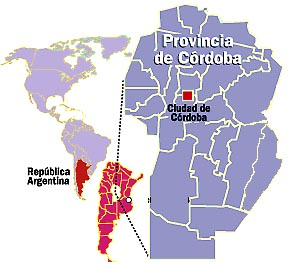 Provincia
de Córdoba
Ciudad de
Córdoba
República
Argentina